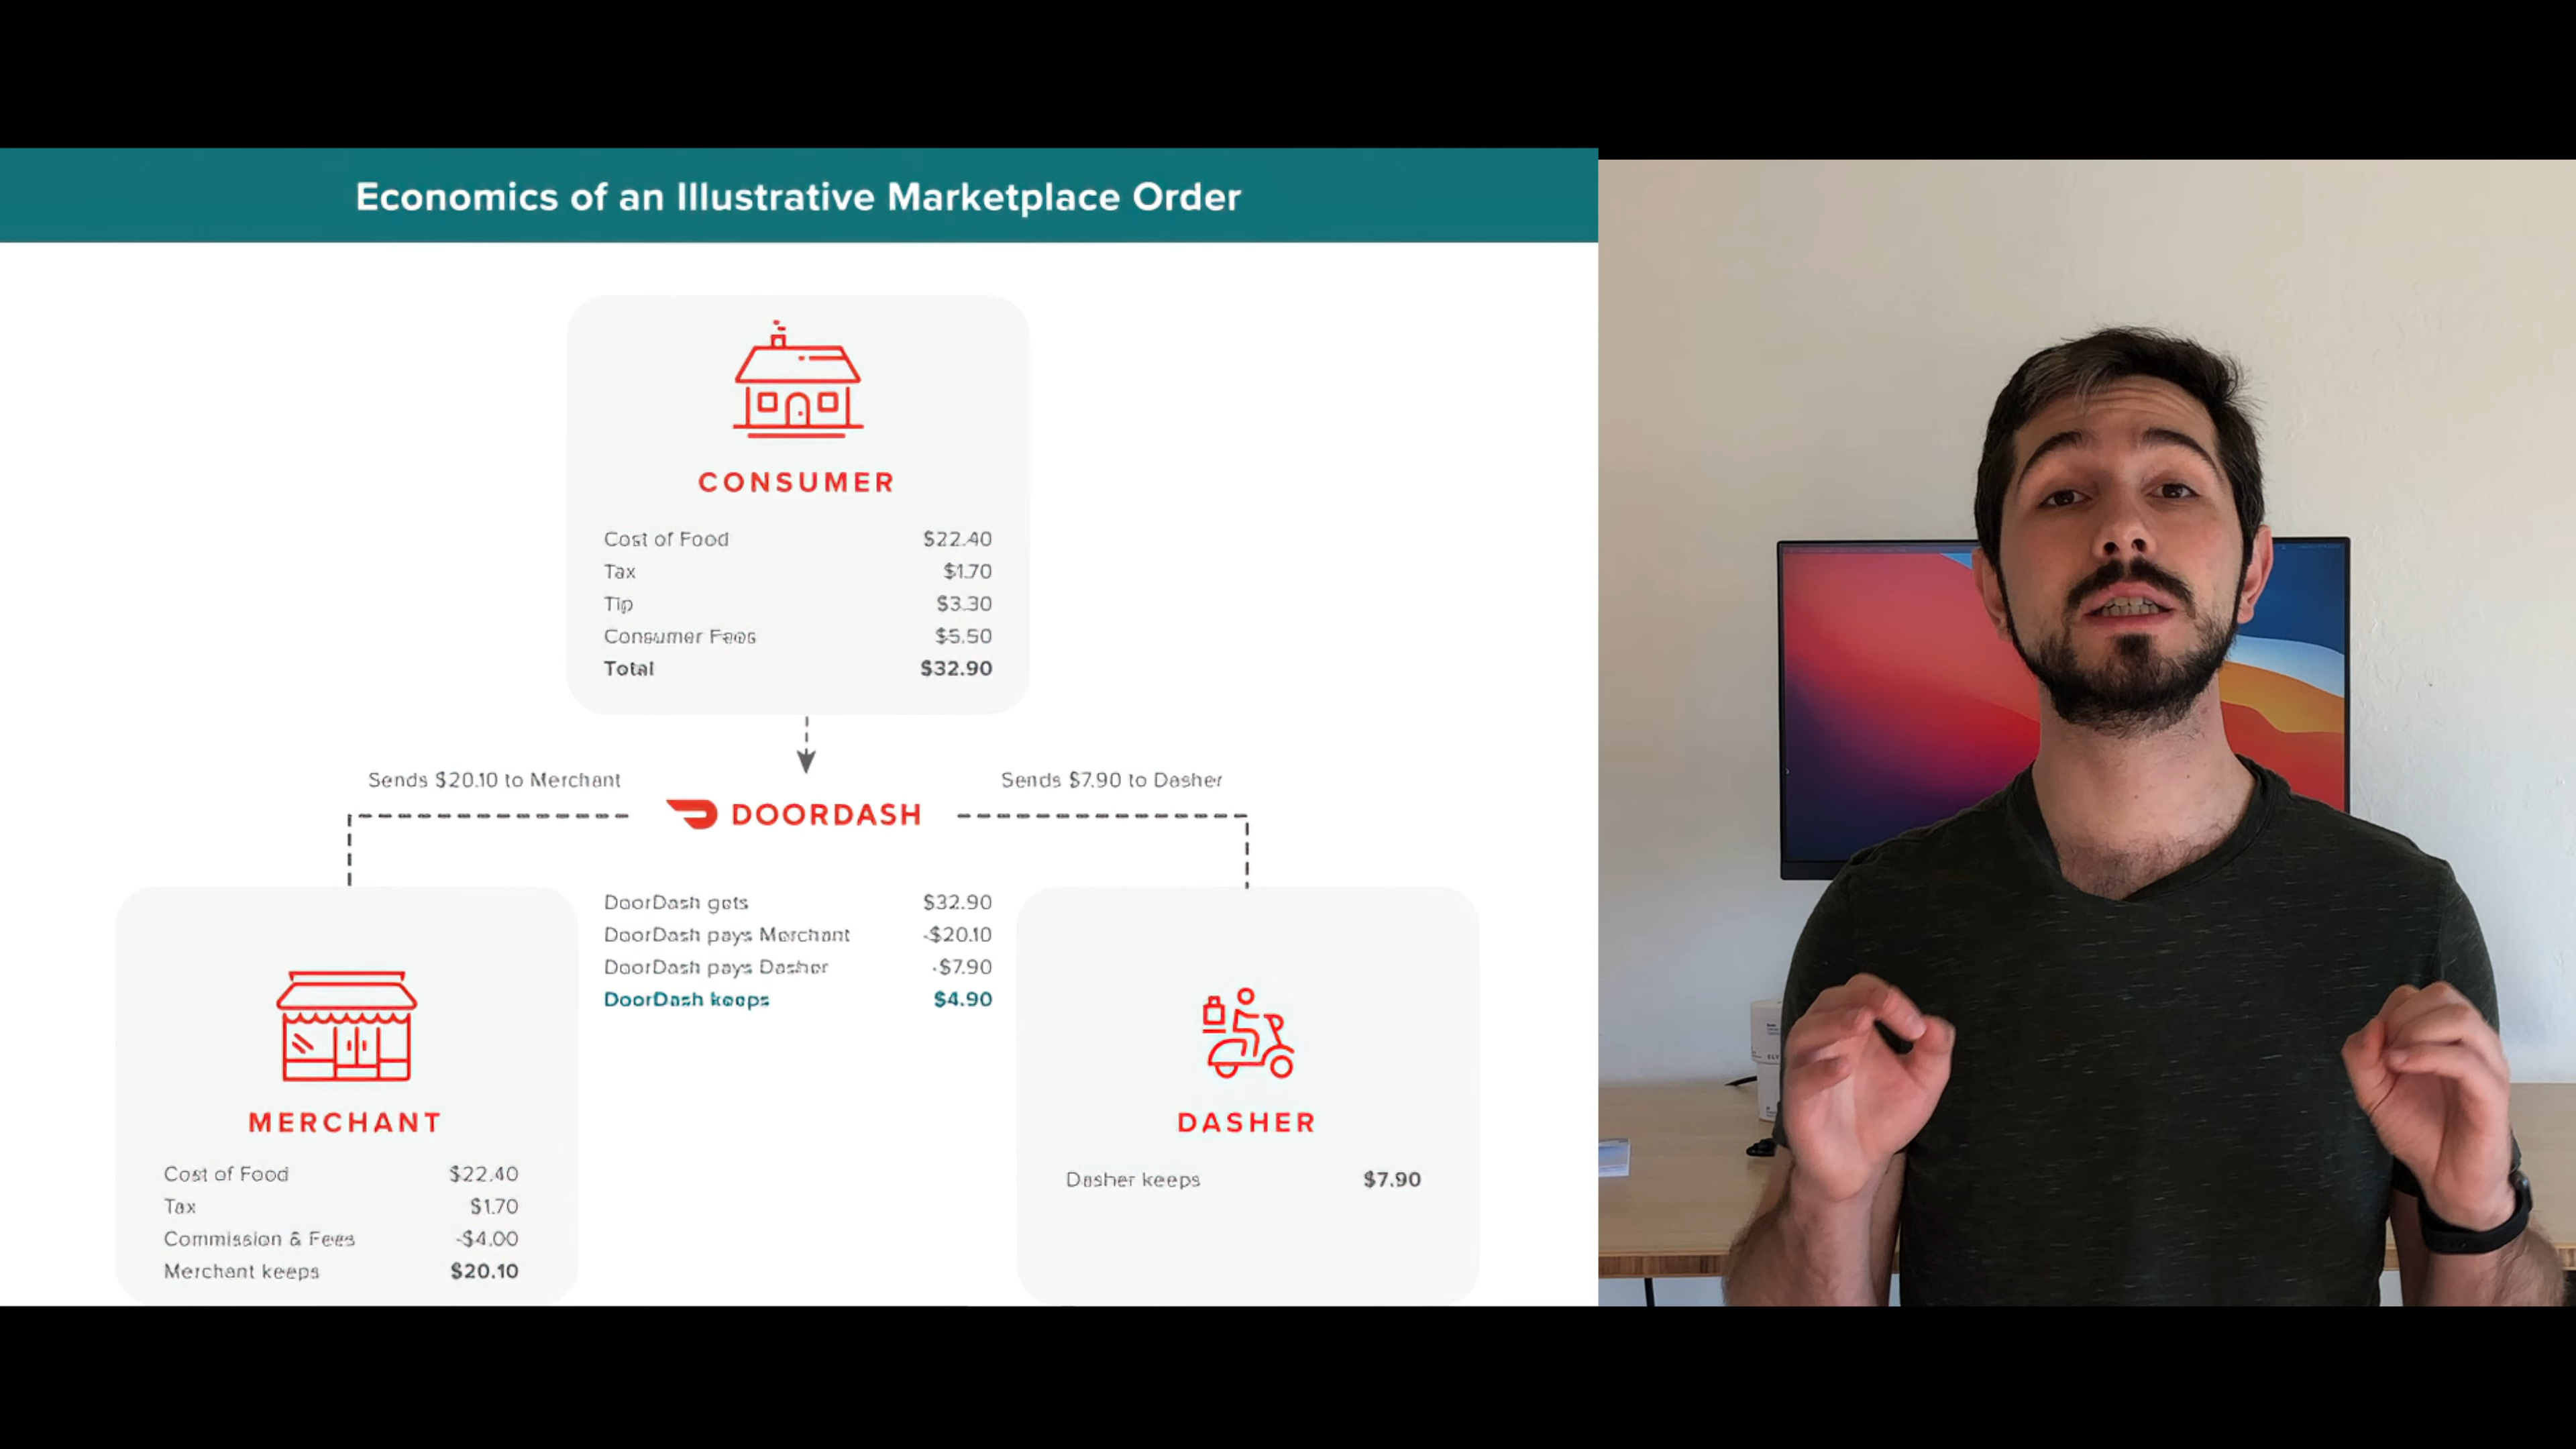 Economics of an Illustrative Marketplace Order
CONSUMER
Cost of Food $22.40
Tax $1.70
Tip $3.30
Consumer Fees $5.50
Total $32.90
Sends $20.10 to Merchant
Sends $7.90 to Dasher
DOORDASH
DoorDash gets $32.90
DoorDash pays Merchant -$20.10
DoorDash pays Dasher -$7.90
DoorDash keeps $4.90
MERCHANT
Cost of Food $22.40
Tax $1.70
Commission & Fees -$4.00
Merchant keeps $20.10
DASHER
Dasher keeps $7.90